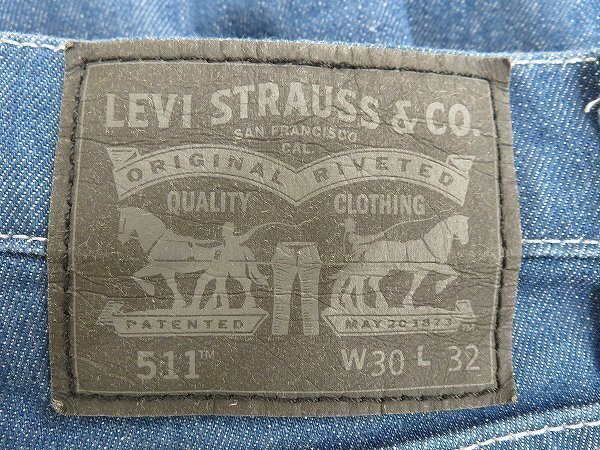 LEVI STRAUSS & CO.
SAN FRANCISCO
CAL.
ORIGINAL RIVETED
QUALITY CLOTHING
PATENTED MAY 20 1873
511™ W30 L 32